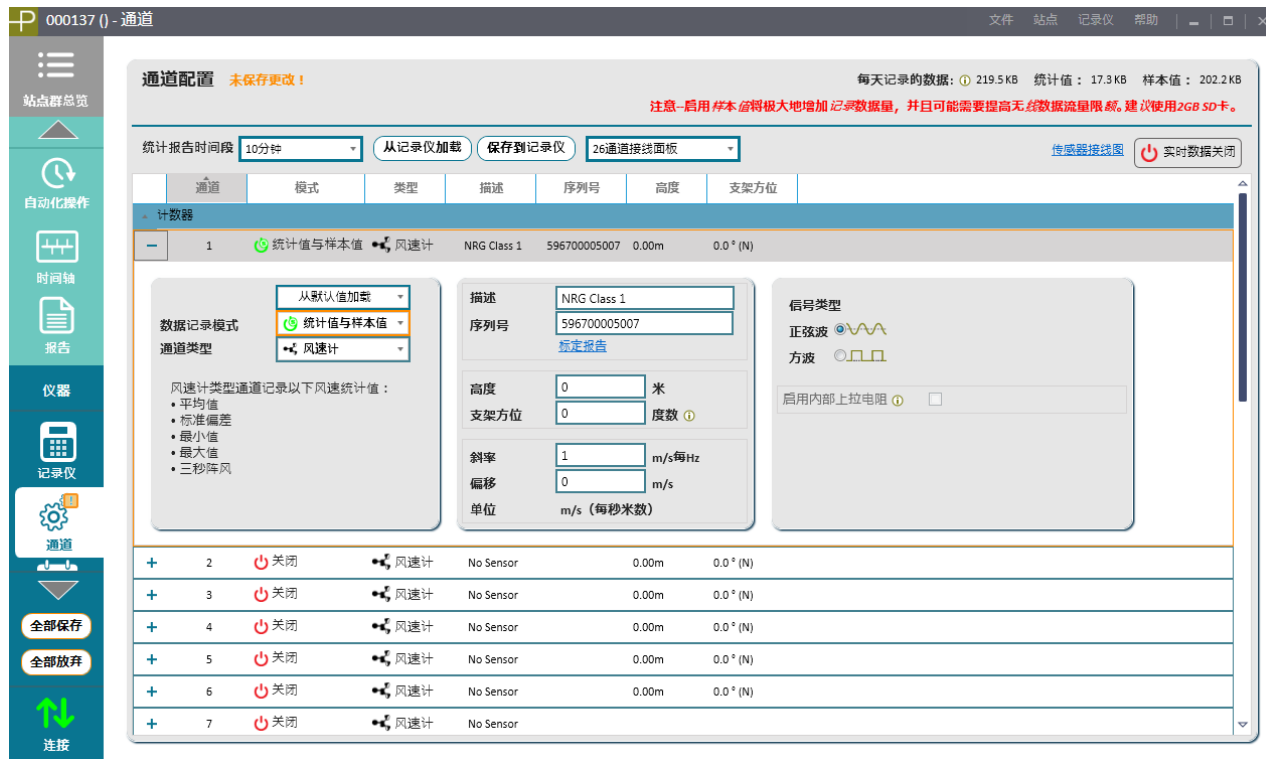 000137 () - 通道
文件 站点 记录仪 帮助
站点群总览
自动化操作
时间轴
报告
仪器
记录仪
通道
全部保存
全部放弃
连接
通道配置 未保存更改！
每天记录的数据: 219.5 KB 统计值： 17.3 KB 样本值： 202.2 KB
注意--启用样本值将极大地增加记录数据量，并且可能需要提高无线数据流量限额。建议使用2GB SD卡。
统计报告时间段 10分钟 从记录仪加载 保存到记录仪 26通道接线面板 传感器接线图 实时数据关闭
通道 模式 类型 描述 序列号 高度 支架方位
计数器
1 统计值与样本值 风速计 NRG Class 1 596700005007 0.00m 0.0 ° (N)
从默认值加载
数据记录模式 统计值与样本值
通道类型 风速计
风速计类型通道记录以下风速统计值：
• 平均值
• 标准偏差
• 最小值
• 最大值
• 三秒阵风
描述 NRG Class 1
序列号 596700005007
标定报告
高度 0 米
支架方位 0 度数
斜率 1 m/s每Hz
偏移 0 m/s
单位 m/s（每秒米数）
信号类型
正弦波
方波
启用内部上拉电阻
2 关闭 风速计 No Sensor 0.00m 0.0 ° (N)
3 关闭 风速计 No Sensor 0.00m 0.0 ° (N)
4 关闭 风速计 No Sensor 0.00m 0.0 ° (N)
5 关闭 风速计 No Sensor 0.00m 0.0 ° (N)
6 关闭 风速计 No Sensor 0.00m 0.0 ° (N)
7 关闭 风速计 No Sensor